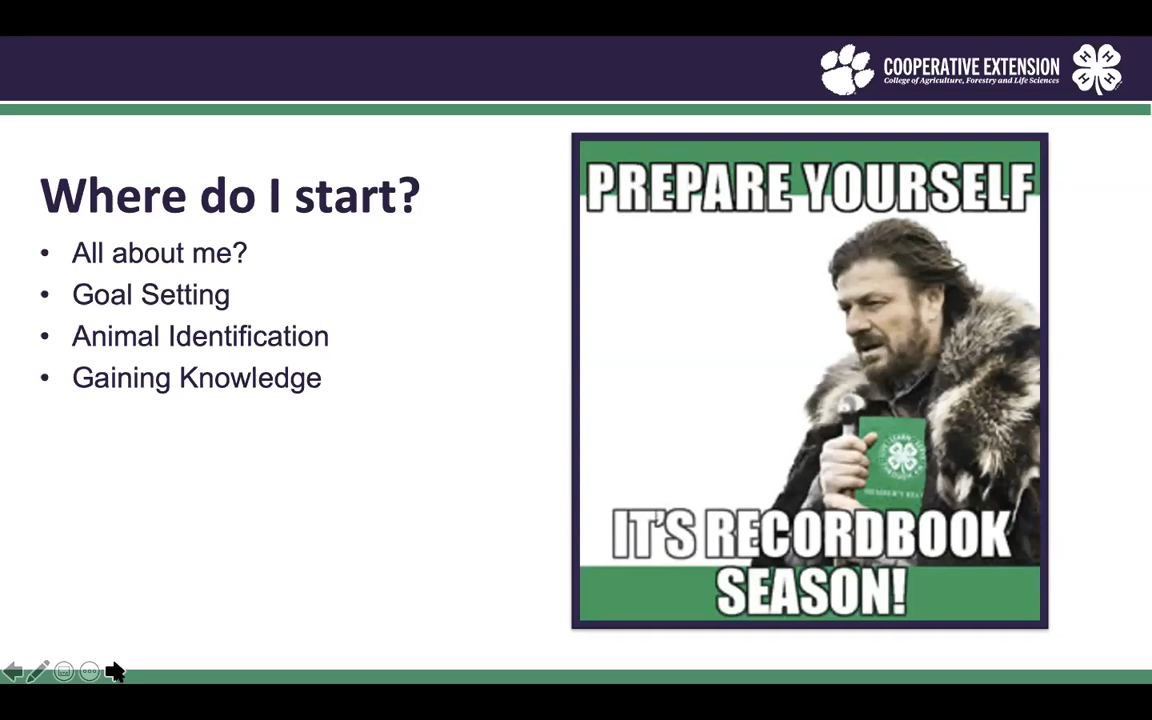 COOPERATIVE EXTENSION
College of Agriculture, Forestry and Life Sciences
H H
H H
Where do I start?
• All about me?
• Goal Setting
• Animal Identification
• Gaining Knowledge
PREPARE YOURSELF
LEARN
IT'S RECORDBOOK
SEASON!